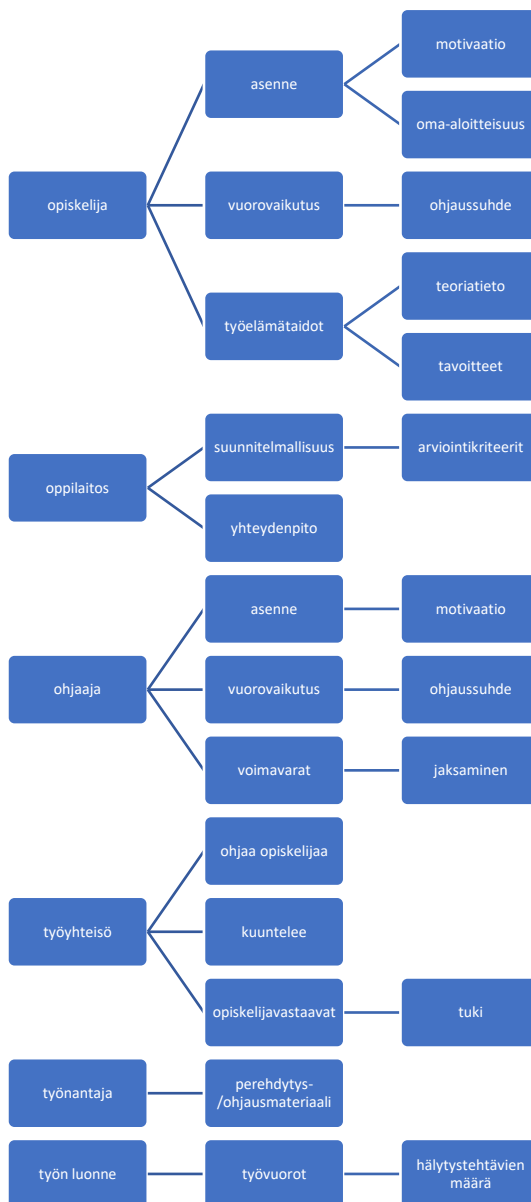 opiskelija
asenne
motivaatio
oma-aloitteisuus
vuorovaikutus
ohjaussuhde
työelämätaidot
teoriatieto
tavoitteet
oppilaitos
suunnitelmallisuus
arviointikriteerit
yhteydenpito
ohjaaja
asenne
motivaatio
vuorovaikutus
ohjaussuhde
voimavarat
jaksaminen
työyhteisö
ohjaa opiskelijaa
kuuntelee
opiskelijavastaavat
tuki
työnantaja
perehdytys-
/ohjausmateriaali
työn luonne
työvuorot
hälytystehtävien
määrä